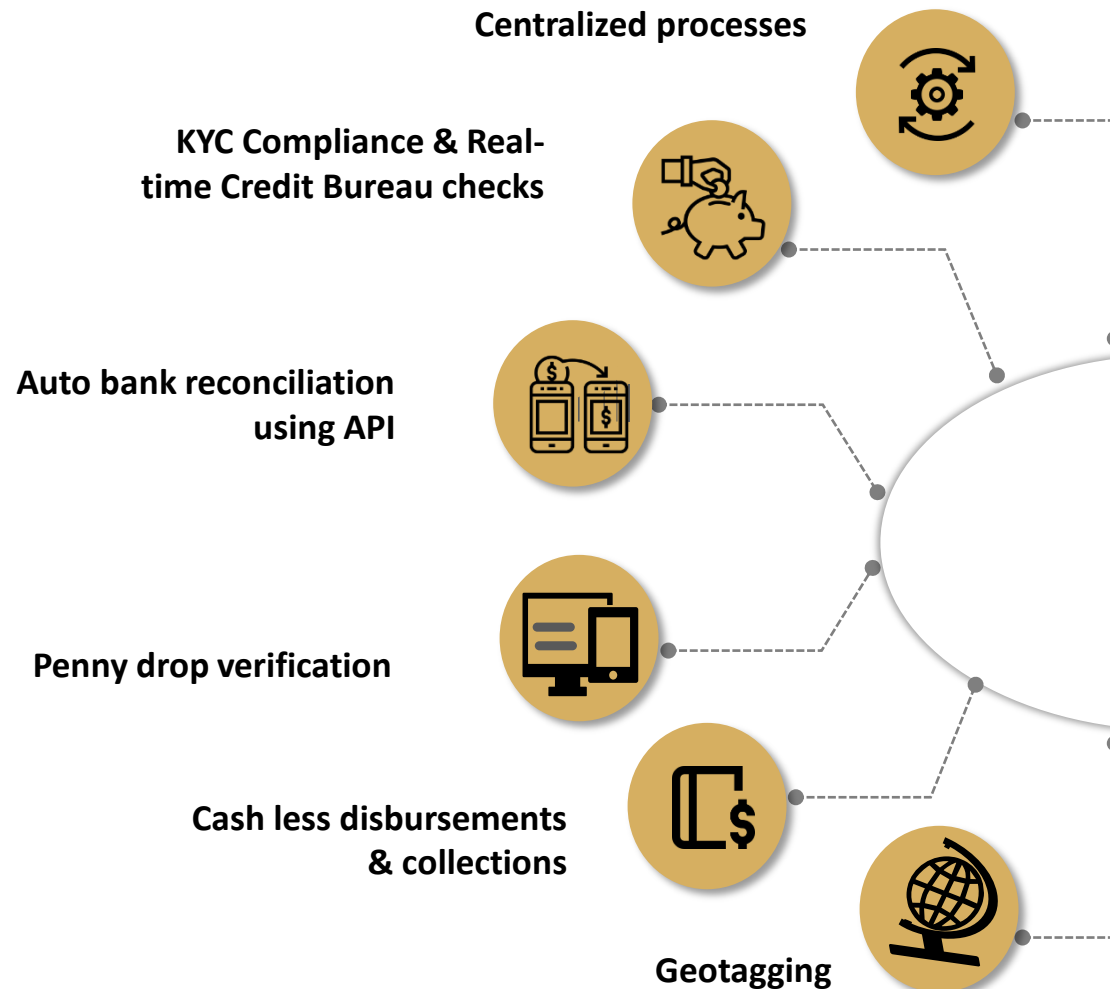 Centralized processes
KYC Compliance & Real-
time Credit Bureau checks
Auto bank reconciliation
using API
Penny drop verification
Cash less disbursements
& collections
Geotagging